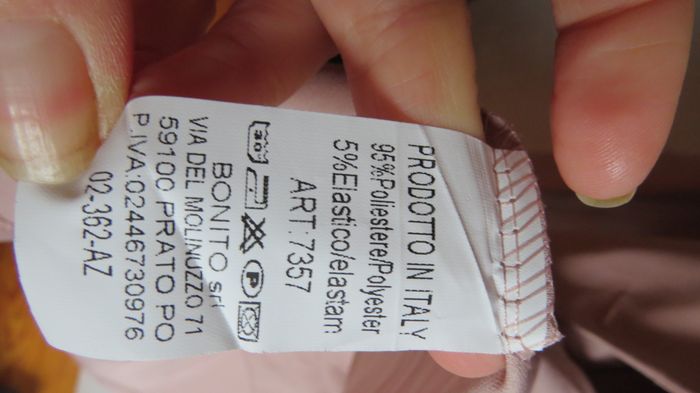 PRODOTTO IN ITALY
95%Poliestere/Polyester
5%Elastico/elastam
ART:7357
30 P
BONITO srl
VIA DEL MOLINUZZO.71
59100 PRATO PO
P.IVA:02446730976
02-362-AZ